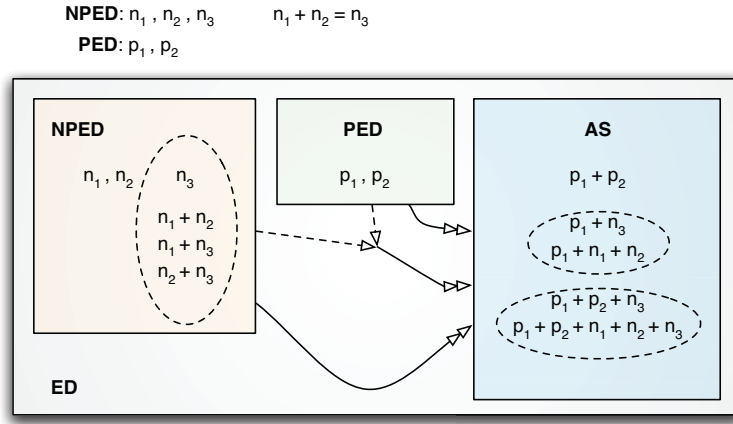 NPED: n₁ , n₂ , n₃ n₁ + n₂ = n₃
PED: p₁ , p₂
NPED
n₁ , n₂
n₃
n₁ + n₂
n₁ + n₃
n₂ + n₃
PED
p₁ , p₂
AS
p₁ + p₂
p₁ + n₃
p₁ + n₁ + n₂
p₁ + p₂ + n₃
p₁ + p₂ + n₁ + n₂ + n₃
ED